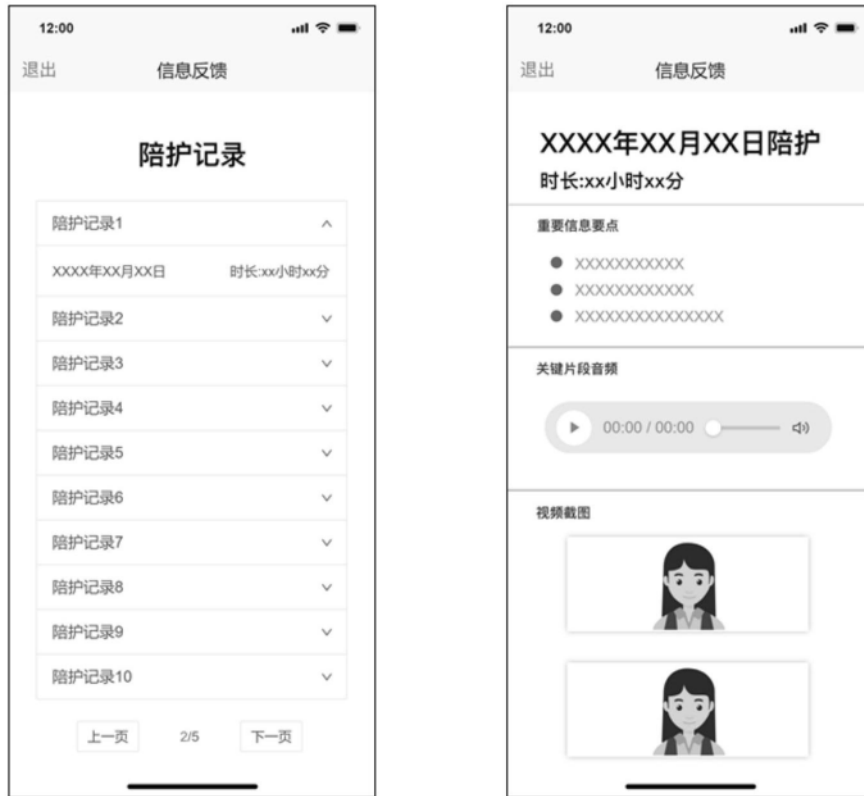 12:00
退出 信息反馈
陪护记录
陪护记录1
XXXX年XX月XX日 时长:xx小时xx分
陪护记录2
陪护记录3
陪护记录4
陪护记录5
陪护记录6
陪护记录7
陪护记录8
陪护记录9
陪护记录10
上一页 2/5 下一页
12:00
退出 信息反馈
XXXX年XX月XX日陪护
时长:xx小时xx分
重要信息要点
XXXXXXXXXXX
XXXXXXXXXXXX
XXXXXXXXXXXXXXX
关键片段音频
00:00 / 00:00
视频截图